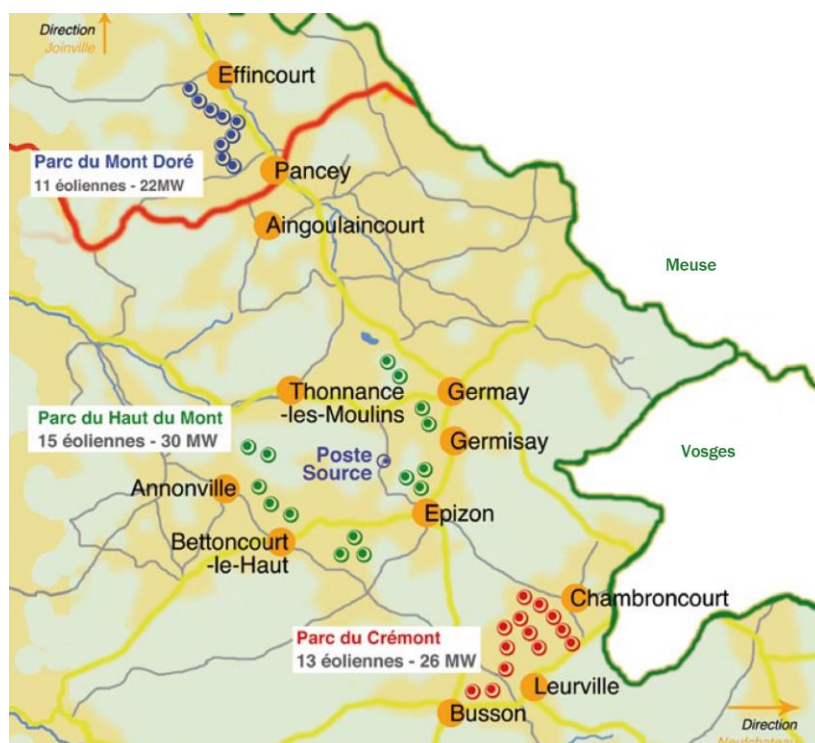 Direction
Joinville
Effincourt
Parc du Mont Doré
11 éoliennes - 22MW
Pancey
Aingoulaincourt
Meuse
Thonnance
-les-Moulins
Germay
Parc du Haut du Mont
15 éoliennes - 30 MW
Germisay
Vosges
Poste
Source
Annonville
Epizon
Bettoncourt
-le-Haut
Chambroncourt
Parc du Crémont
13 éoliennes - 26 MW
Leurville
Busson
Direction
Neufchateau